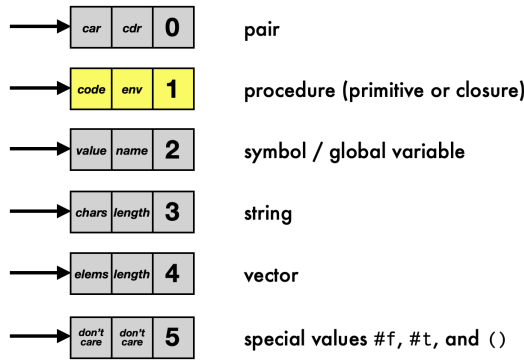 car cdr 0 pair
code env 1 procedure (primitive or closure)
value name 2 symbol / global variable
chars length 3 string
elems length 4 vector
don't care don't care 5 special values #f, #t, and ()